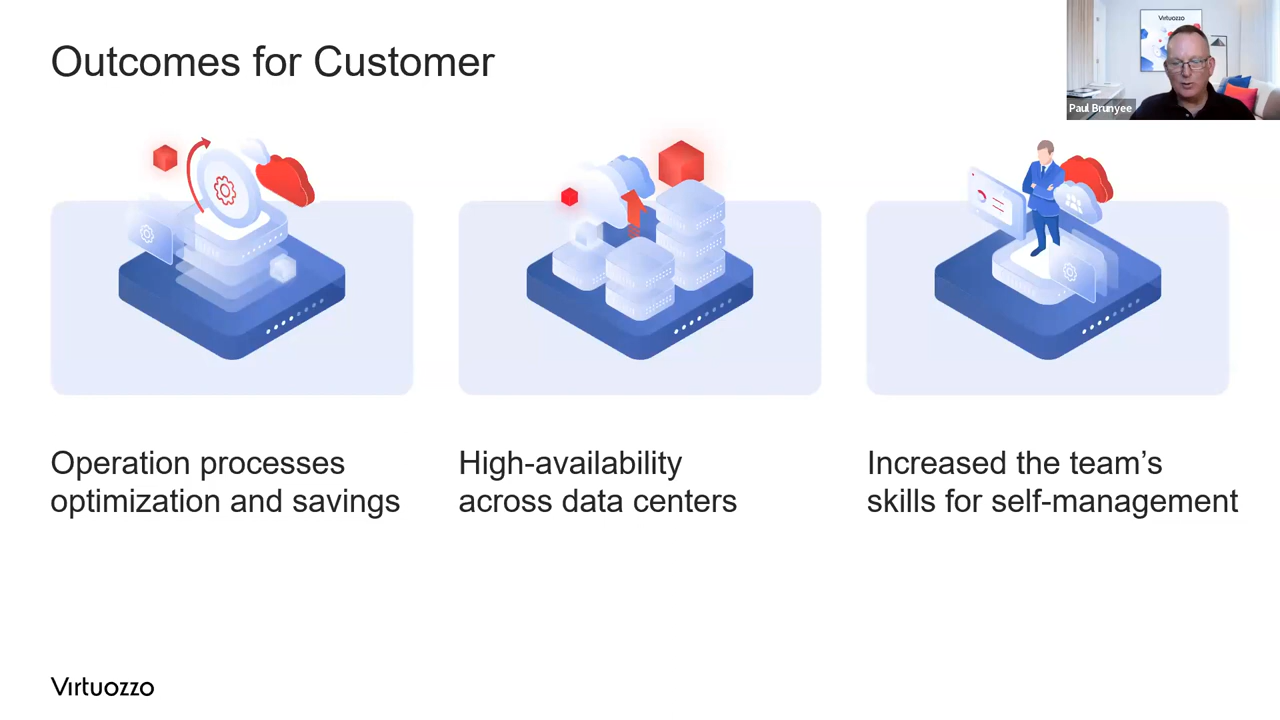 Outcomes for Customer
Virtuozzo
Paul Brunyee
Operation processes
optimization and savings
High-availability
across data centers
Increased the team’s
skills for self-management
Virtuozzo